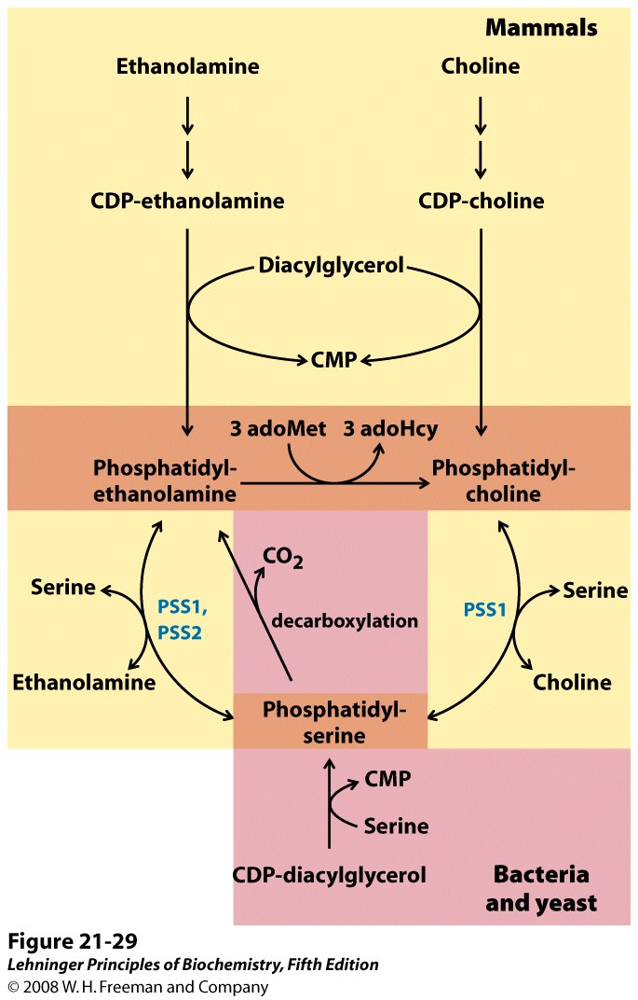 Mammals
Ethanolamine
Choline
CDP-ethanolamine
CDP-choline
Diacylglycerol
CMP
3 adoMet 3 adoHcy
Phosphatidyl-
ethanolamine
Phosphatidyl-
choline
CO2
Serine
PSS1,
PSS2
decarboxylation
PSS1
Serine
Ethanolamine
Choline
Phosphatidyl-
serine
CMP
Serine
CDP-diacylglycerol
Bacteria
and yeast
Figure 21-29
Lehninger Principles of Biochemistry, Fifth Edition
© 2008 W. H. Freeman and Company